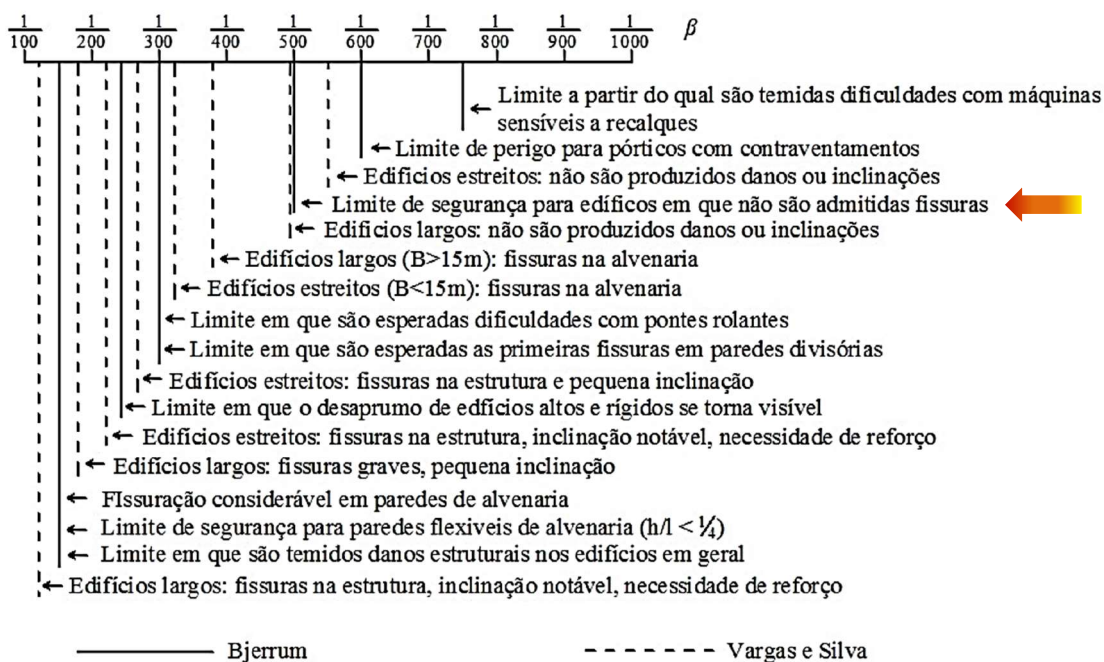 1/100 1/200 1/300 1/400 1/500 1/600 1/700 1/800 1/900 1/1000 β
Limite a partir do qual são temidas dificuldades com máquinas
sensíveis a recalques
Limite de perigo para pórticos com contraventamentos
Edifícios estreitos: não são produzidos danos ou inclinações
Limite de segurança para edíficos em que não são admitidas fissuras
Edifícios largos: não são produzidos danos ou inclinações
Edifícios largos (B>15m): fissuras na alvenaria
Edifícios estreitos (B<15m): fissuras na alvenaria
Limite em que são esperadas dificuldades com pontes rolantes
Limite em que são esperadas as primeiras fissuras em paredes divisórias
Edifícios estreitos: fissuras na estrutura e pequena inclinação
Limite em que o desaprumo de edfícios altos e rígidos se torna visível
Edifícios estreitos: fissuras na estrutura, inclinação notável, necessidade de reforço
Edifícios largos: fissuras graves, pequena inclinação
FIssuração considerável em paredes de alvenaria
Limite de segurança para paredes flexiveis de alvenaria (h/l < ¼)
Limite em que são temidos danos estruturais nos edifícios em geral
Edifícios largos: fissuras na estrutura, inclinação notável, necessidade de reforço
Bjerrum Vargas e Silva